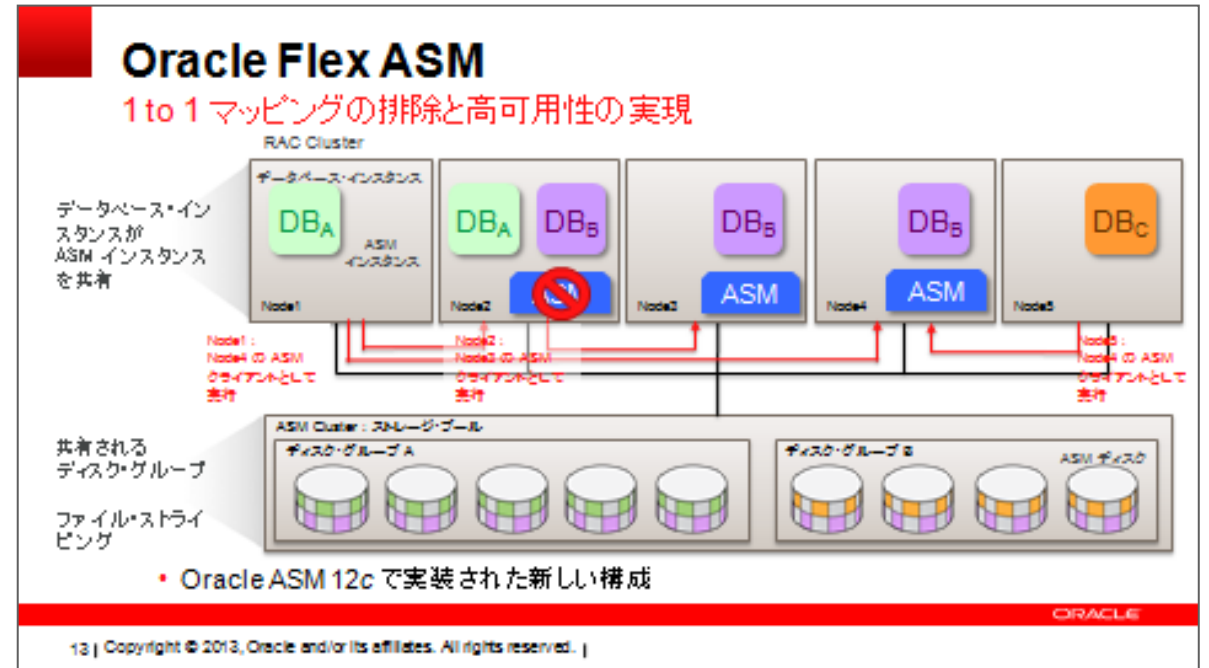 Oracle Flex ASM
1 to 1 マッピングの排除と高可用性の実現
RAC Cluster
データベース・インスタンス
データベース・イン
スタンスが
ASM インスタンス
を共有
DBA
ASM
インスタンス
Node1
DBA
DBB
ASM
Node2
DBB
ASM
Node3
DBB
ASM
Node4
DBC
Node5
Node1 :
Node4 の ASM
クライアントとして
実行
Node2 :
Node3 の ASM
クライアントとして
実行
Node5 :
Node4 の ASM
クライアントとして
実行
共有される
ディスク・グループ
ファイル・ストライ
ピング
ASM Cluster : ストレージ・プール
ディスク・グループ A
ディスク・グループ B
ASM ディスク
• Oracle ASM 12c で実装された新しい構成
ORACLE
13 | Copyright © 2013, Oracle and/or its affiliates. All rights reserved. |